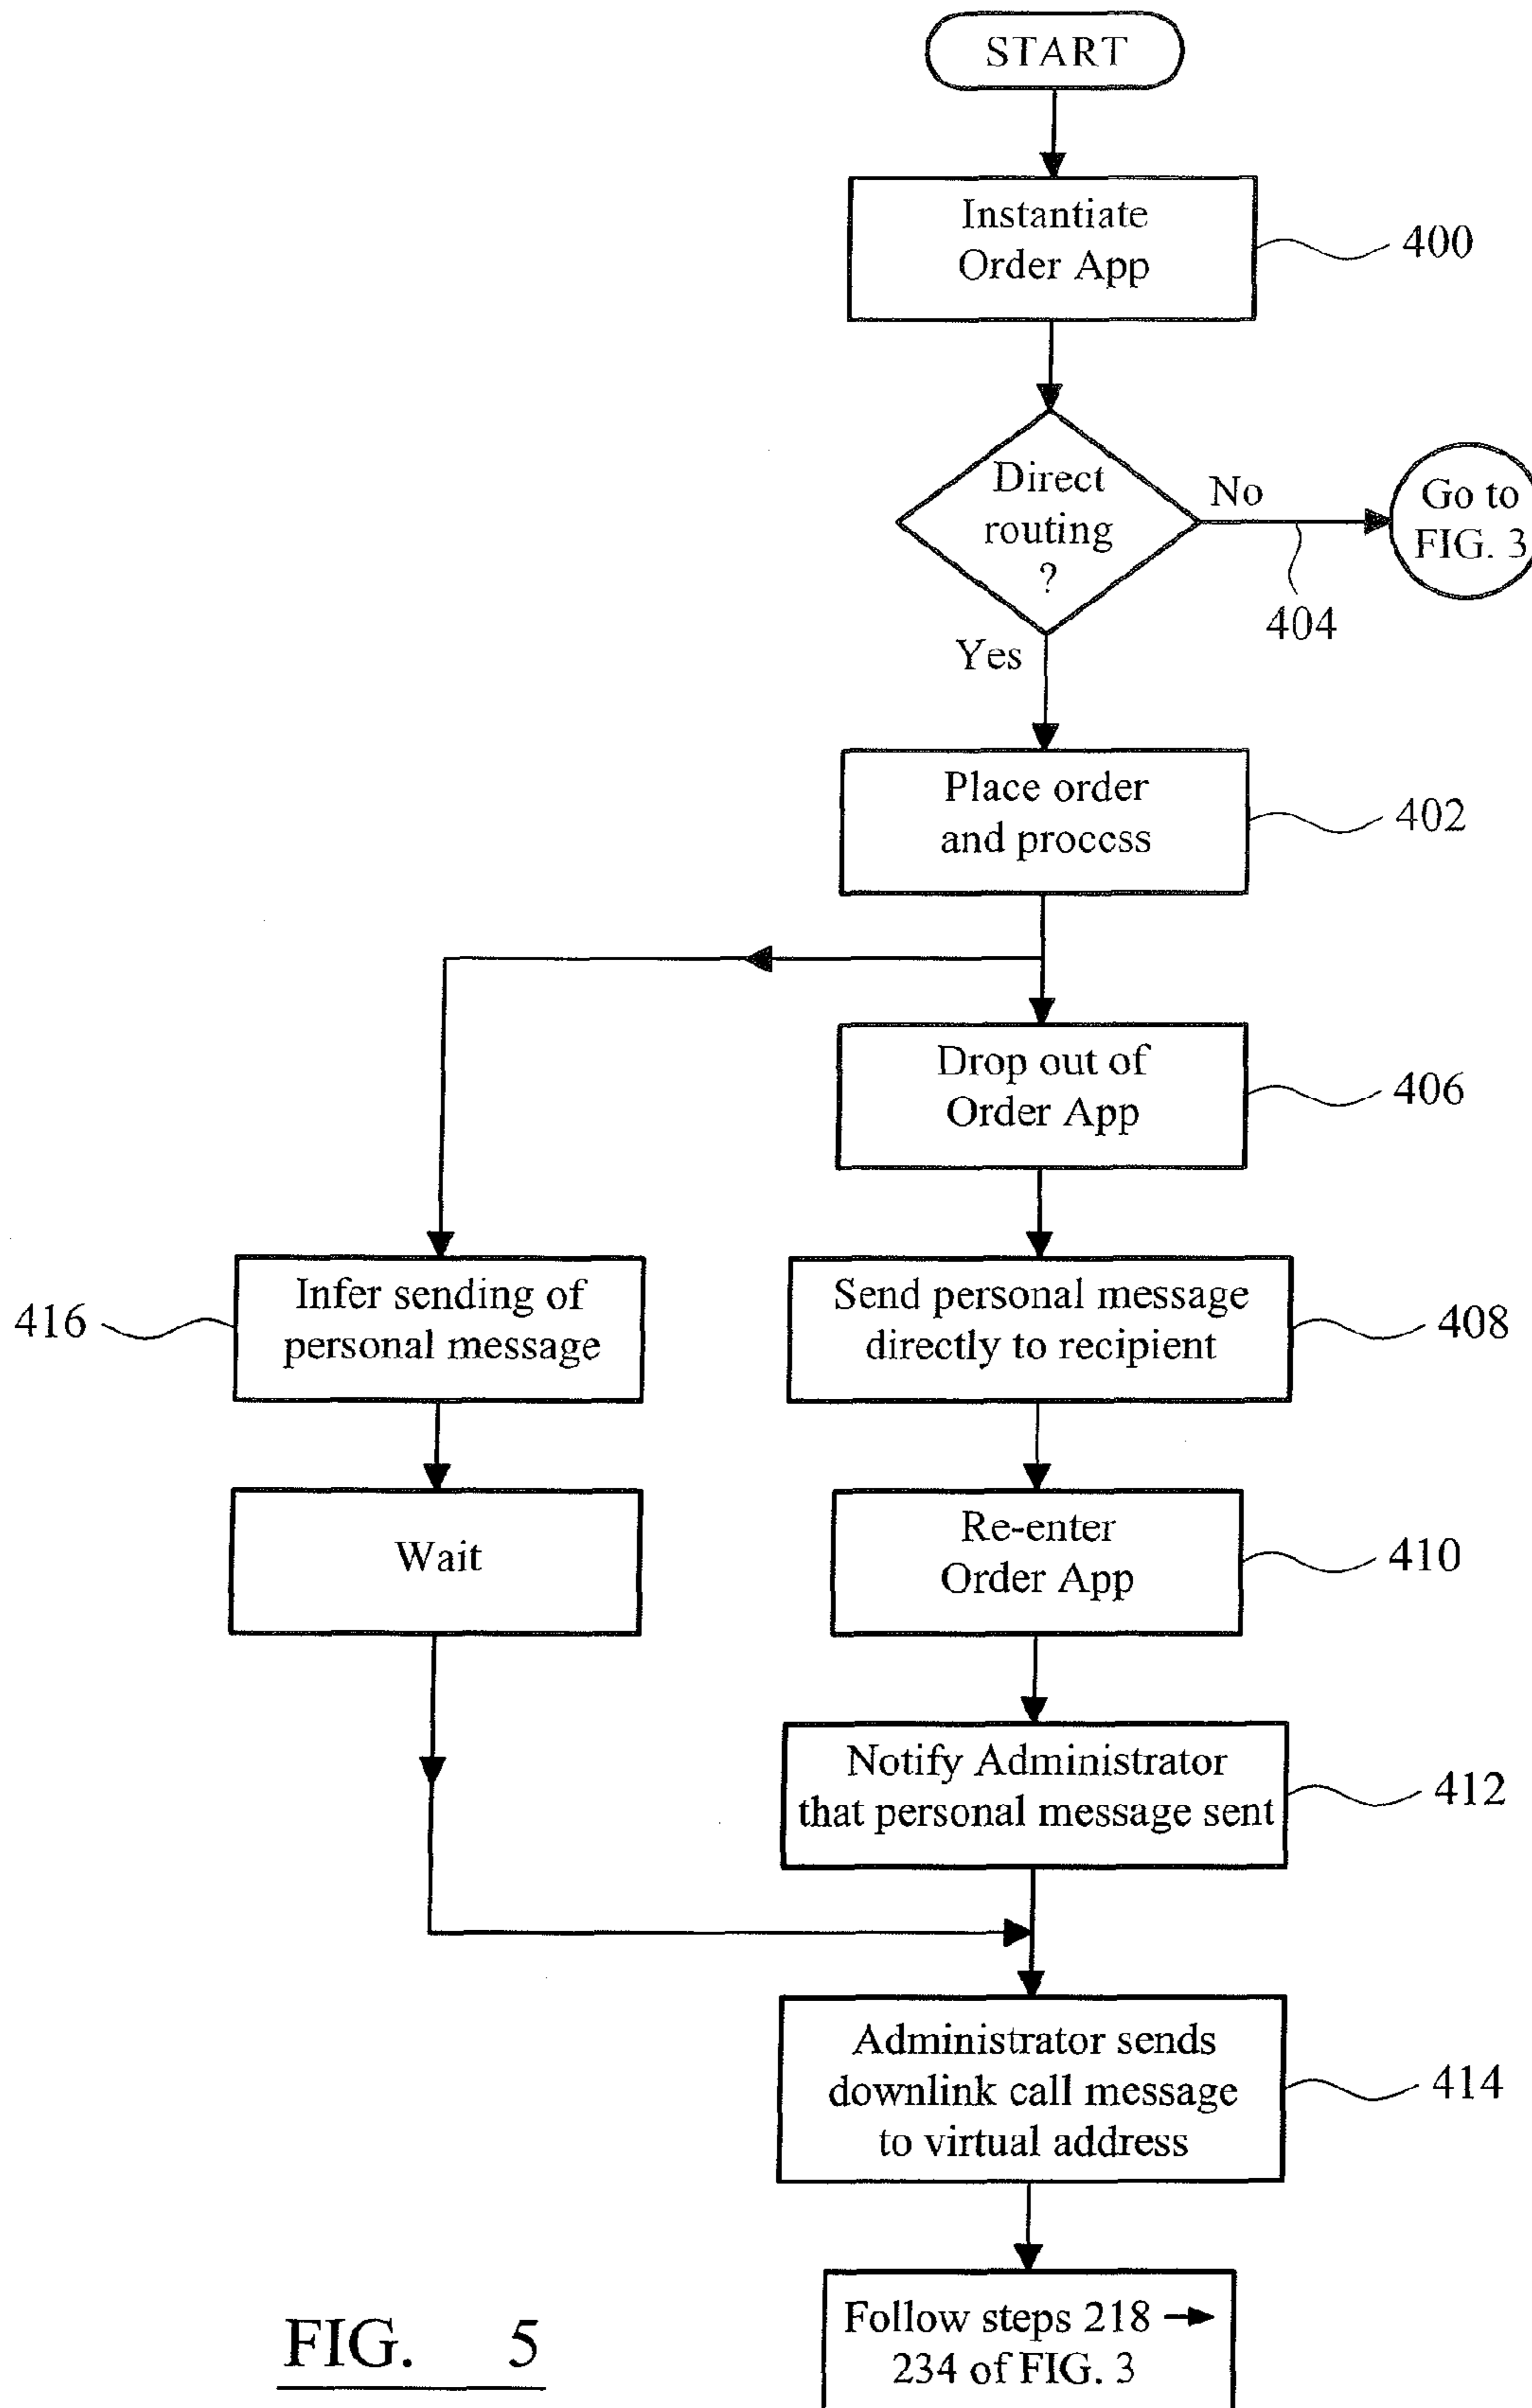 START
Instantiate
Order App
400
Direct
routing
?
No
404
Go to
FIG. 3
Yes
Place order
and process
402
Drop out of
Order App
406
Infer sending of
personal message
416
Send personal message
directly to recipient
408
Wait
Re-enter
Order App
410
Notify Administrator
that personal message sent
412
Administrator sends
downlink call message
to virtual address
414
Follow steps 218 →
234 of FIG. 3
FIG. 5